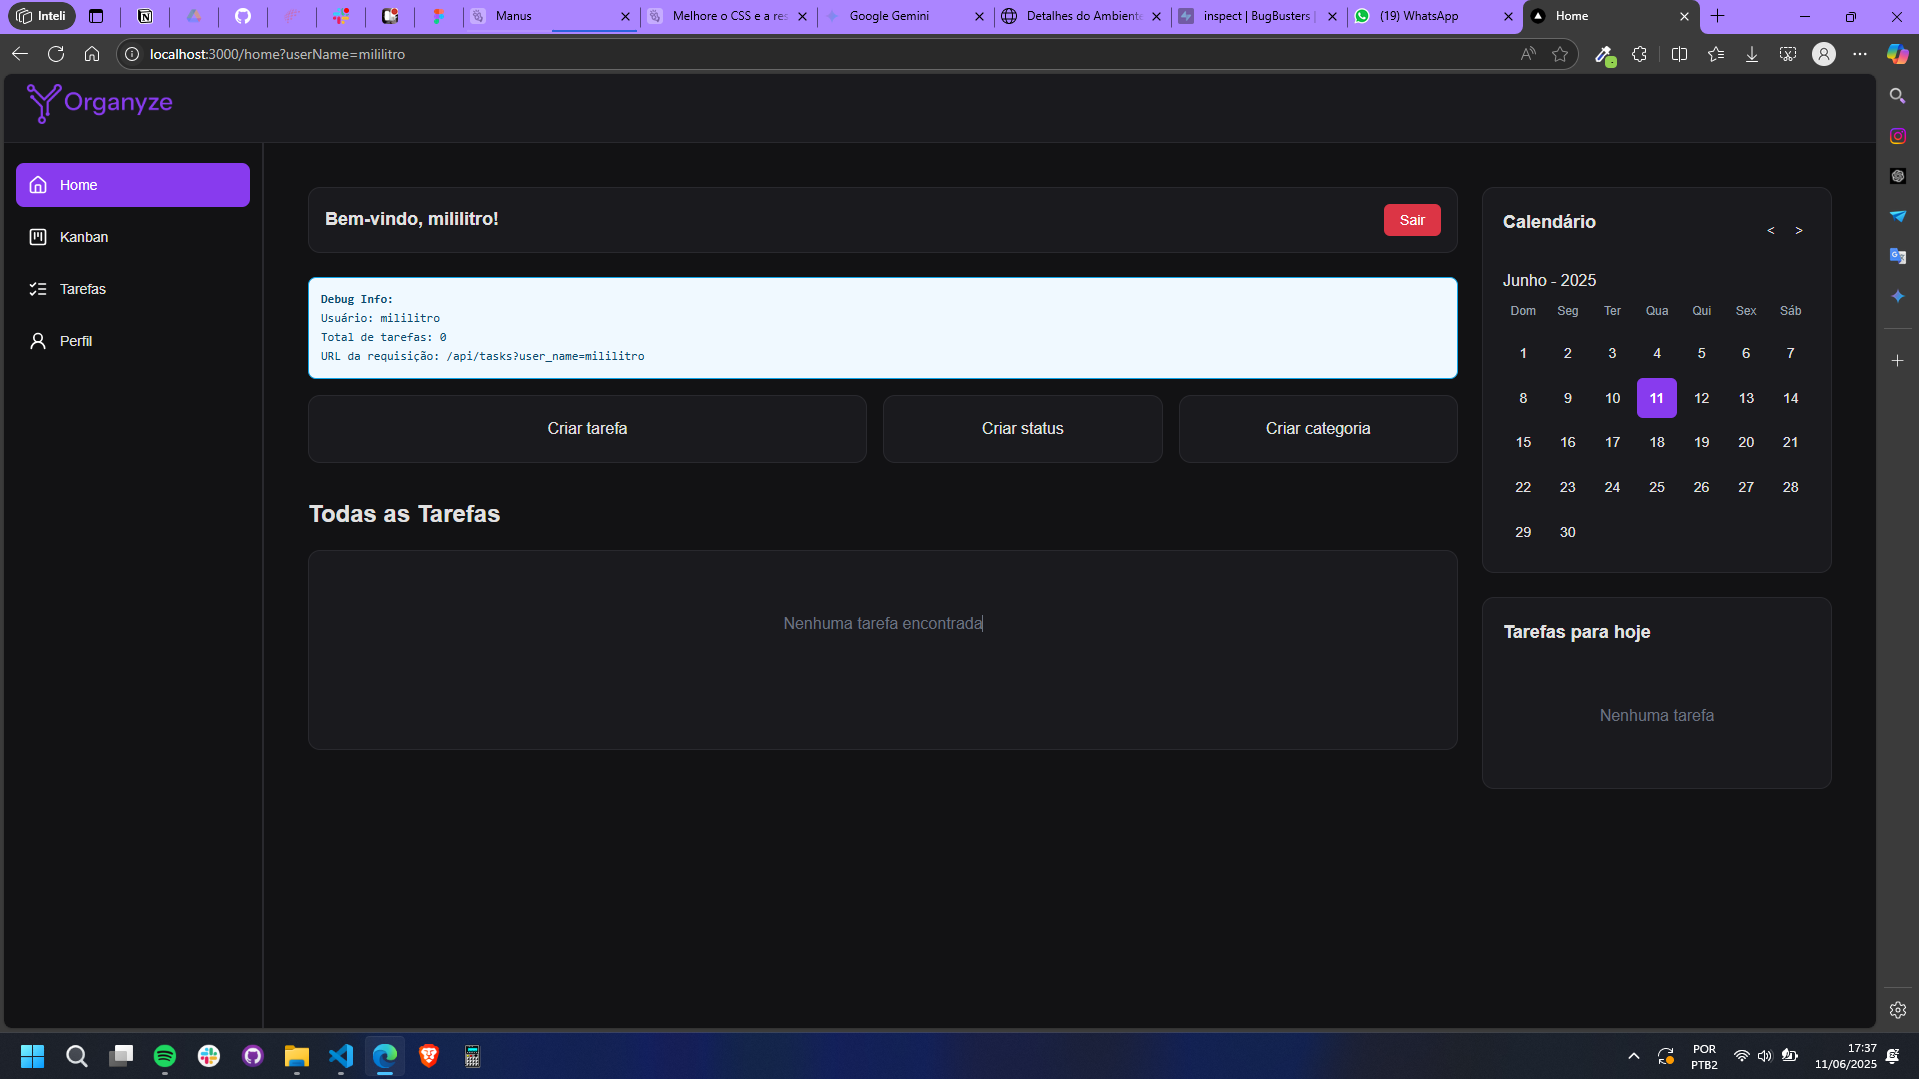 Inteli
Manus
Melhore o CSS e a res
Google Gemini
Detalhes do Ambiente
inspect | BugBusters |
(19) WhatsApp
Home
localhost:3000/home?userName=mililitro
Organyze
Home
Kanban
Tarefas
Perfil
Bem-vindo, mililitro!
Sair
Debug Info:
Usuário: mililitro
Total de tarefas: 0
URL da requisição: /api/tasks?user_name=mililitro
Criar tarefa
Criar status
Criar categoria
Todas as Tarefas
Nenhuma tarefa encontrada
Calendário
< >
Junho - 2025
Dom Seg Ter Qua Qui Sex Sáb
1 2 3 4 5 6 7
8 9 10 11 12 13 14
15 16 17 18 19 20 21
22 23 24 25 26 27 28
29 30
Tarefas para hoje
Nenhuma tarefa
POR
PTB2
17:37
11/06/2025